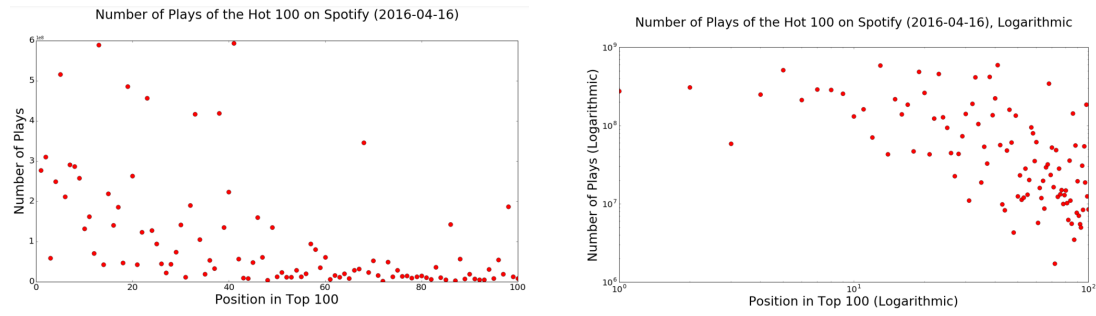 Number of Plays of the Hot 100 on Spotify (2016-04-16)
1e8
6
5
4
3
2
1
0
Number of Plays
0 20 40 60 80 100
Position in Top 100
Number of Plays of the Hot 100 on Spotify (2016-04-16), Logarithmic
10^9
10^8
10^7
10^6
Number of Plays (Logarithmic)
10^0 10^1 10^2
Position in Top 100 (Logarithmic)